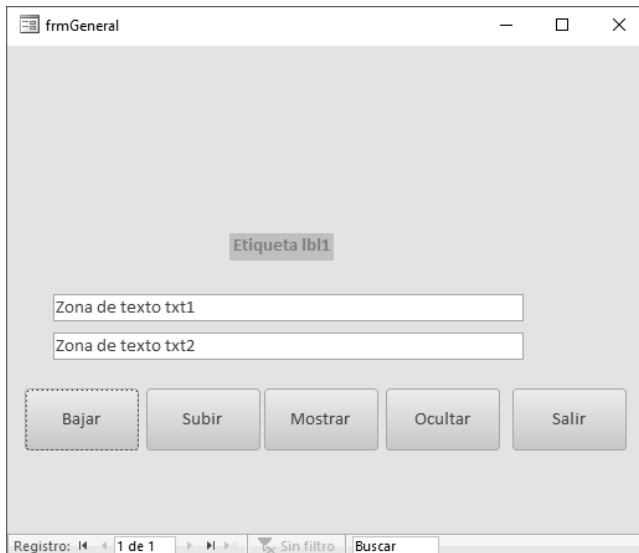 frmGeneral
Etiqueta lbl1
Zona de texto txt1
Zona de texto txt2
Bajar Subir Mostrar Ocultar Salir
Registro: 1 de 1 Sin filtro Buscar